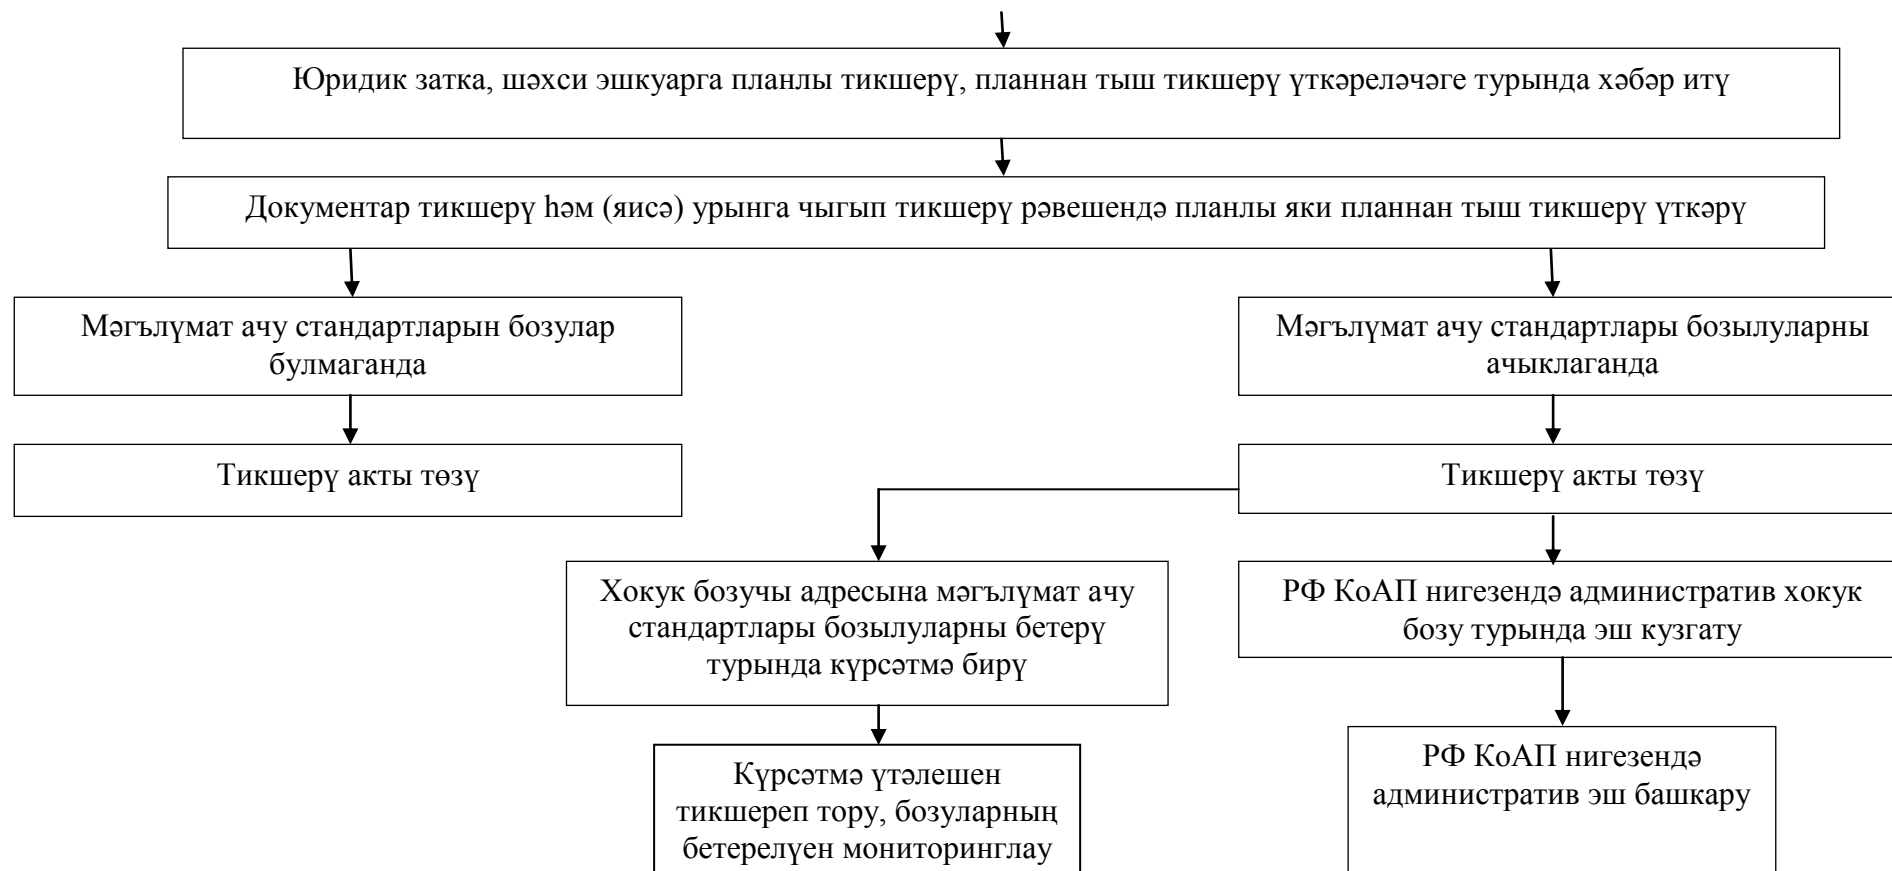 Юридик затка, шәхси эшкуарга планлы тикшерү, планнан тыш тикшерү үткәреләчәге турында хәбәр итү
Документар тикшерү һәм (яисә) урынга чыгып тикшерү рәвешендә планлы яки планнан тыш тикшерү үткәрү
Мәгълүмат ачу стандартларын бозулар
булмаганда
Мәгълүмат ачу стандартлары бозылуларны
ачыклаганда
Тикшерү акты төзү
Тикшерү акты төзү
Хокук бозучы адресына мәгълүмат ачу
стандартлары бозылуларны бетерү
турында күрсәтмә бирү
РФ КоАП нигезендә административ хокук
бозу турында эш кузгату
Күрсәтмә үтәлешен
тикшереп тору, бозуларның
бетерелүен мониторинглау
РФ КоАП нигезендә
административ эш башкару